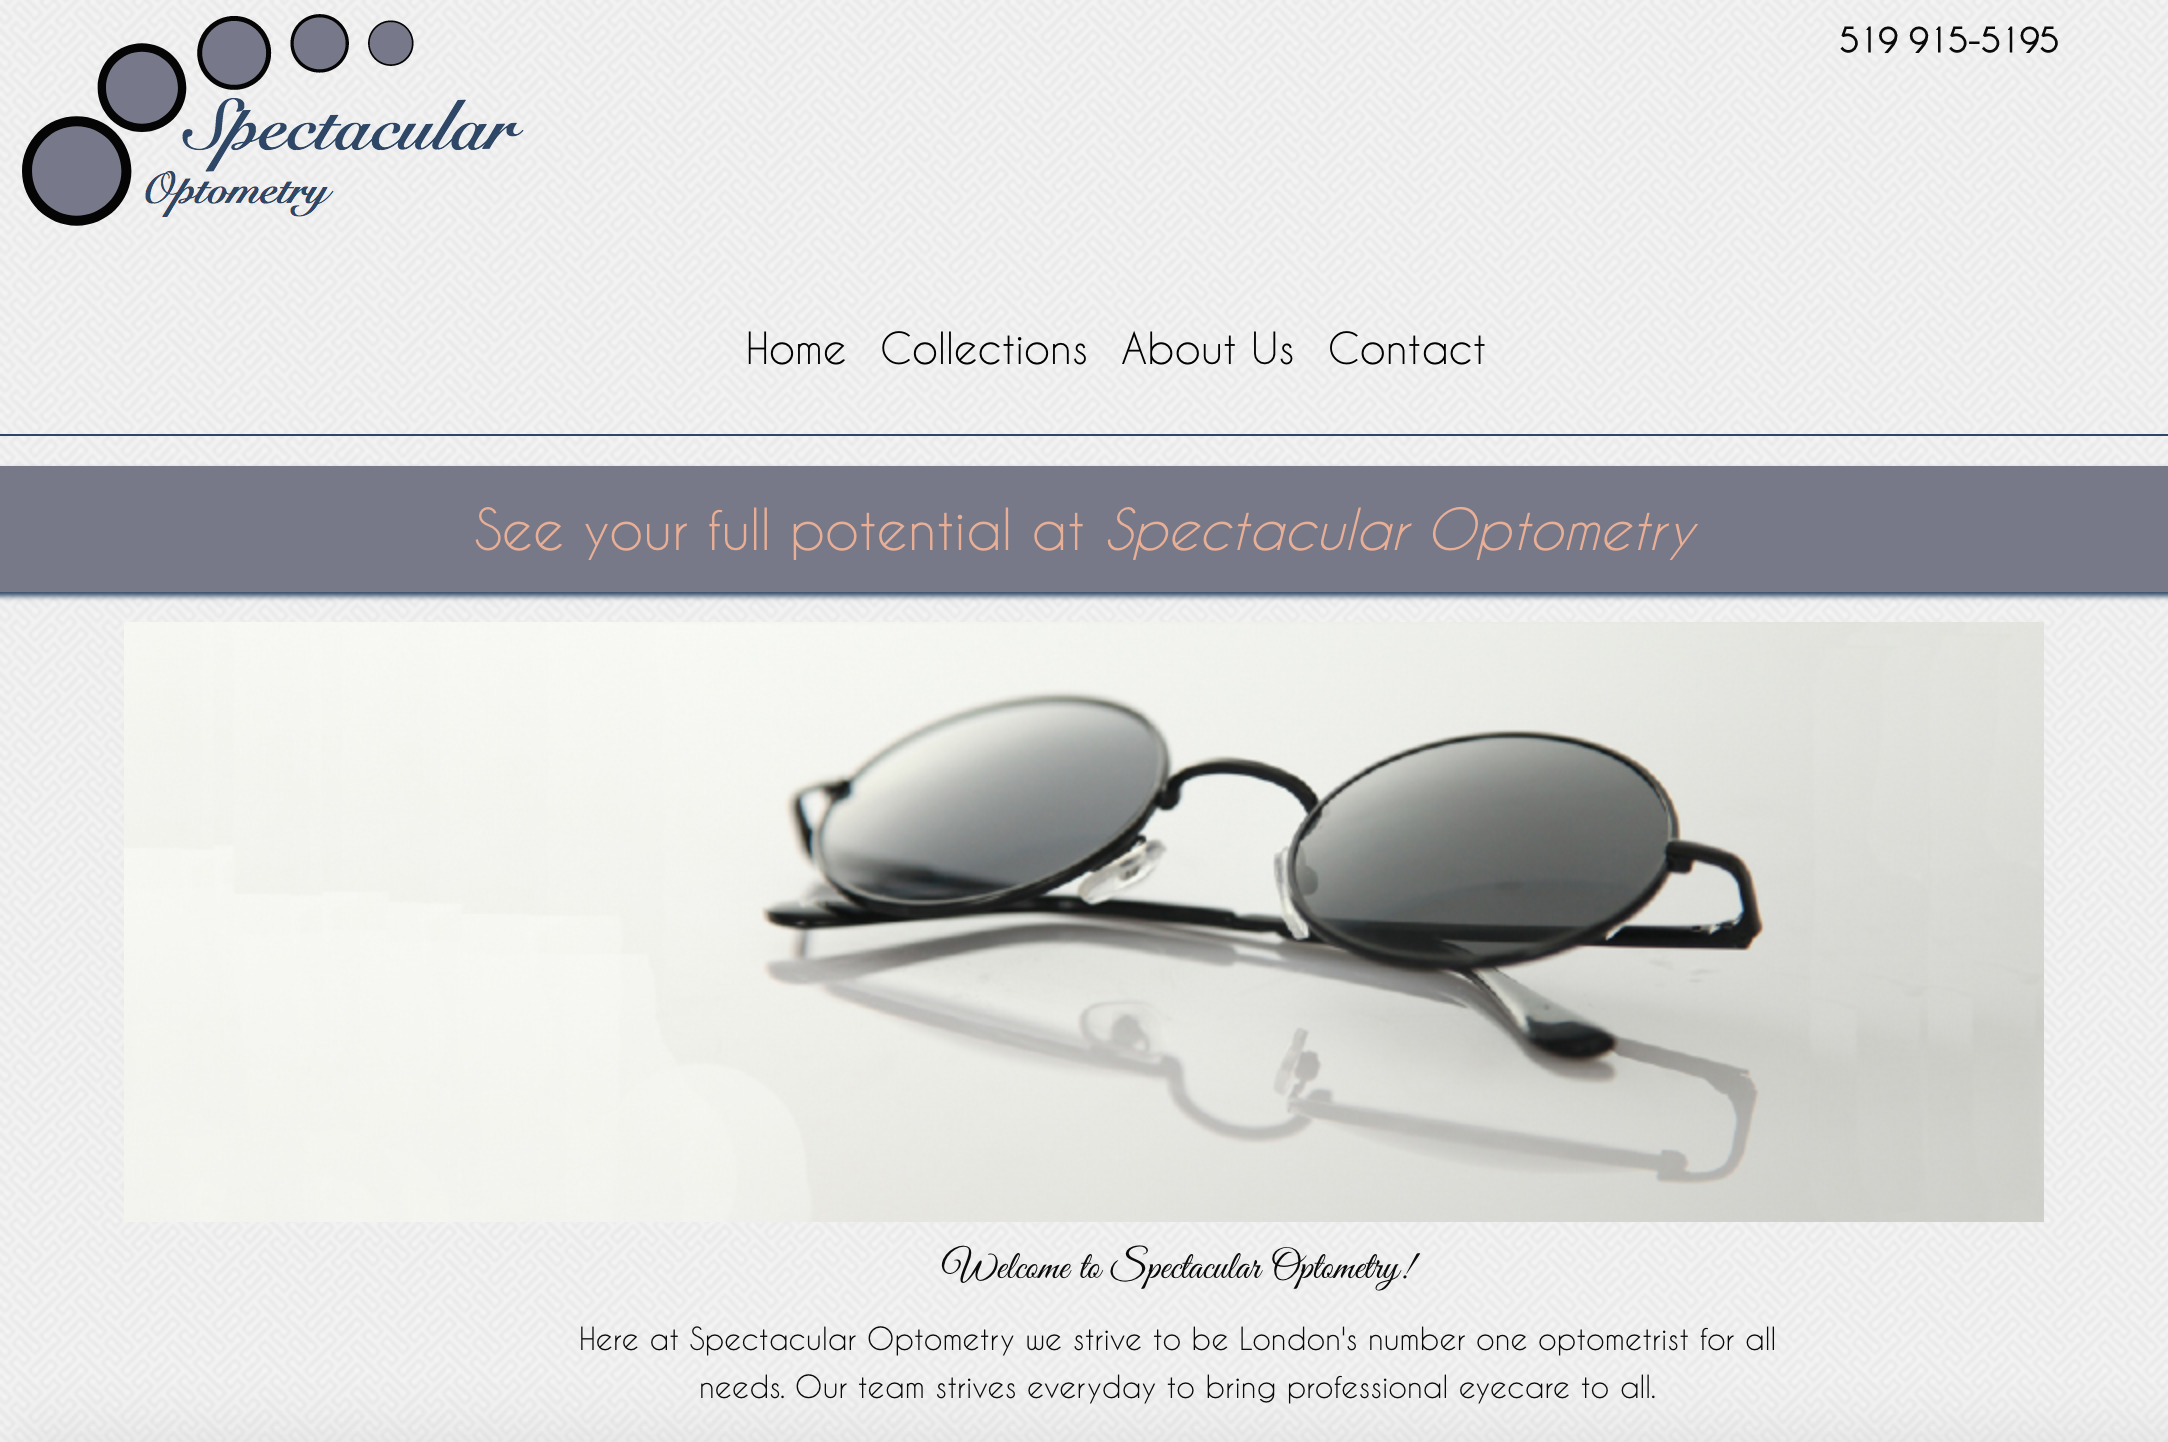 Spectacular
Optometry
519 915-5195
Home Collections About Us Contact
See your full potential at Spectacular Optometry
Welcome to Spectacular Optometry!
Here at Spectacular Optometry we strive to be London's number one optometrist for all
needs. Our team strives everyday to bring professional eyecare to all.